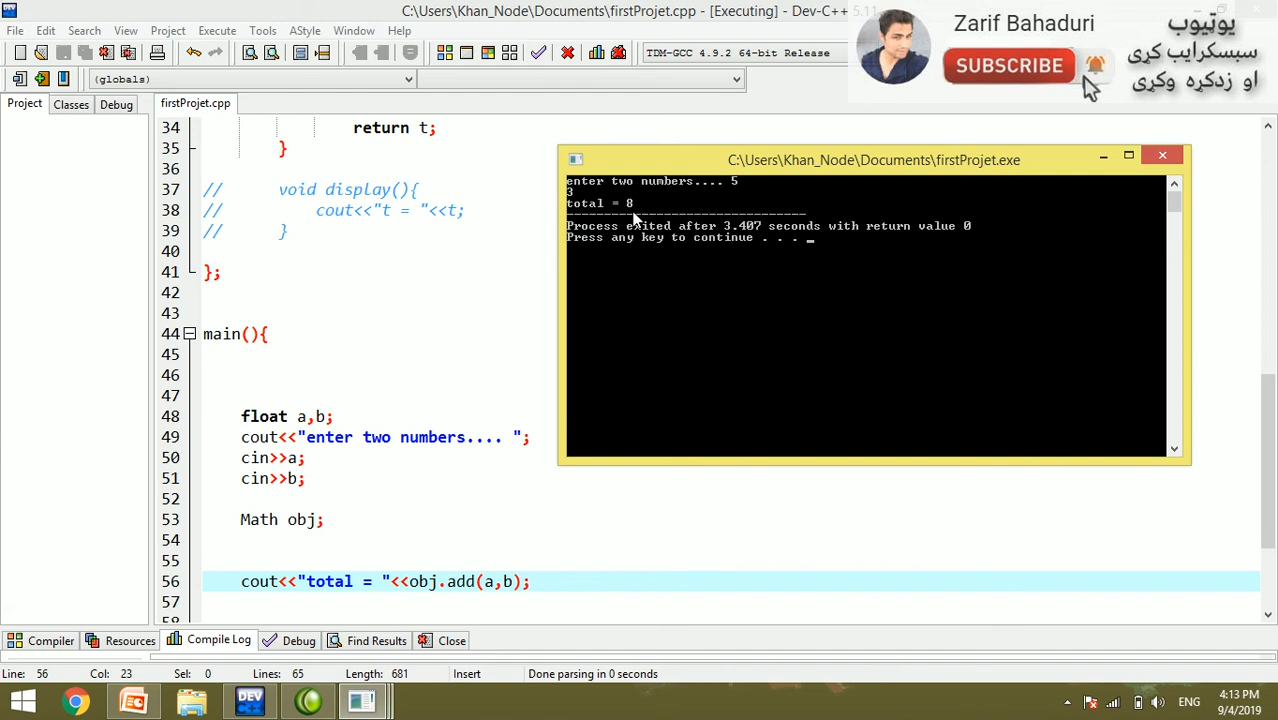 C:\Users\Khan_Node\Documents\firstProjet.cpp - [Executing] - Dev-C++ 5.11
File Edit Search View Project Execute Tools AStyle Window Help
TDM-GCC 4.9.2 64-bit Release
(globals)
Project Classes Debug
firstProjet.cpp
Zarif Bahaduri
SUBSCRIBE
یوټیوب
سبسکرایب کړی
او زدکړه وکړی
34 return t;
35 }
36
37 // void display(){
38 // cout<<"t = "<<t;
39 // }
40
41 };
42
43
44 main(){
45
46
47
48 float a,b;
49 cout<<"enter two numbers.... ";
50 cin>>a;
51 cin>>b;
52
53 Math obj;
54
55
56 cout<<"total = "<<obj.add(a,b);
57
58
C:\Users\Khan_Node\Documents\firstProjet.exe
enter two numbers.... 5
3
total = 8
--------------------------------
Process exited after 3.407 seconds with return value 0
Press any key to continue . . . _
Compiler Resources Compile Log Debug Find Results Close
Line: 56 Col: 23 Sel: 0 Lines: 65 Length: 681 Insert Done parsing in 0 seconds
DEV
ENG
4:13 PM
9/4/2019